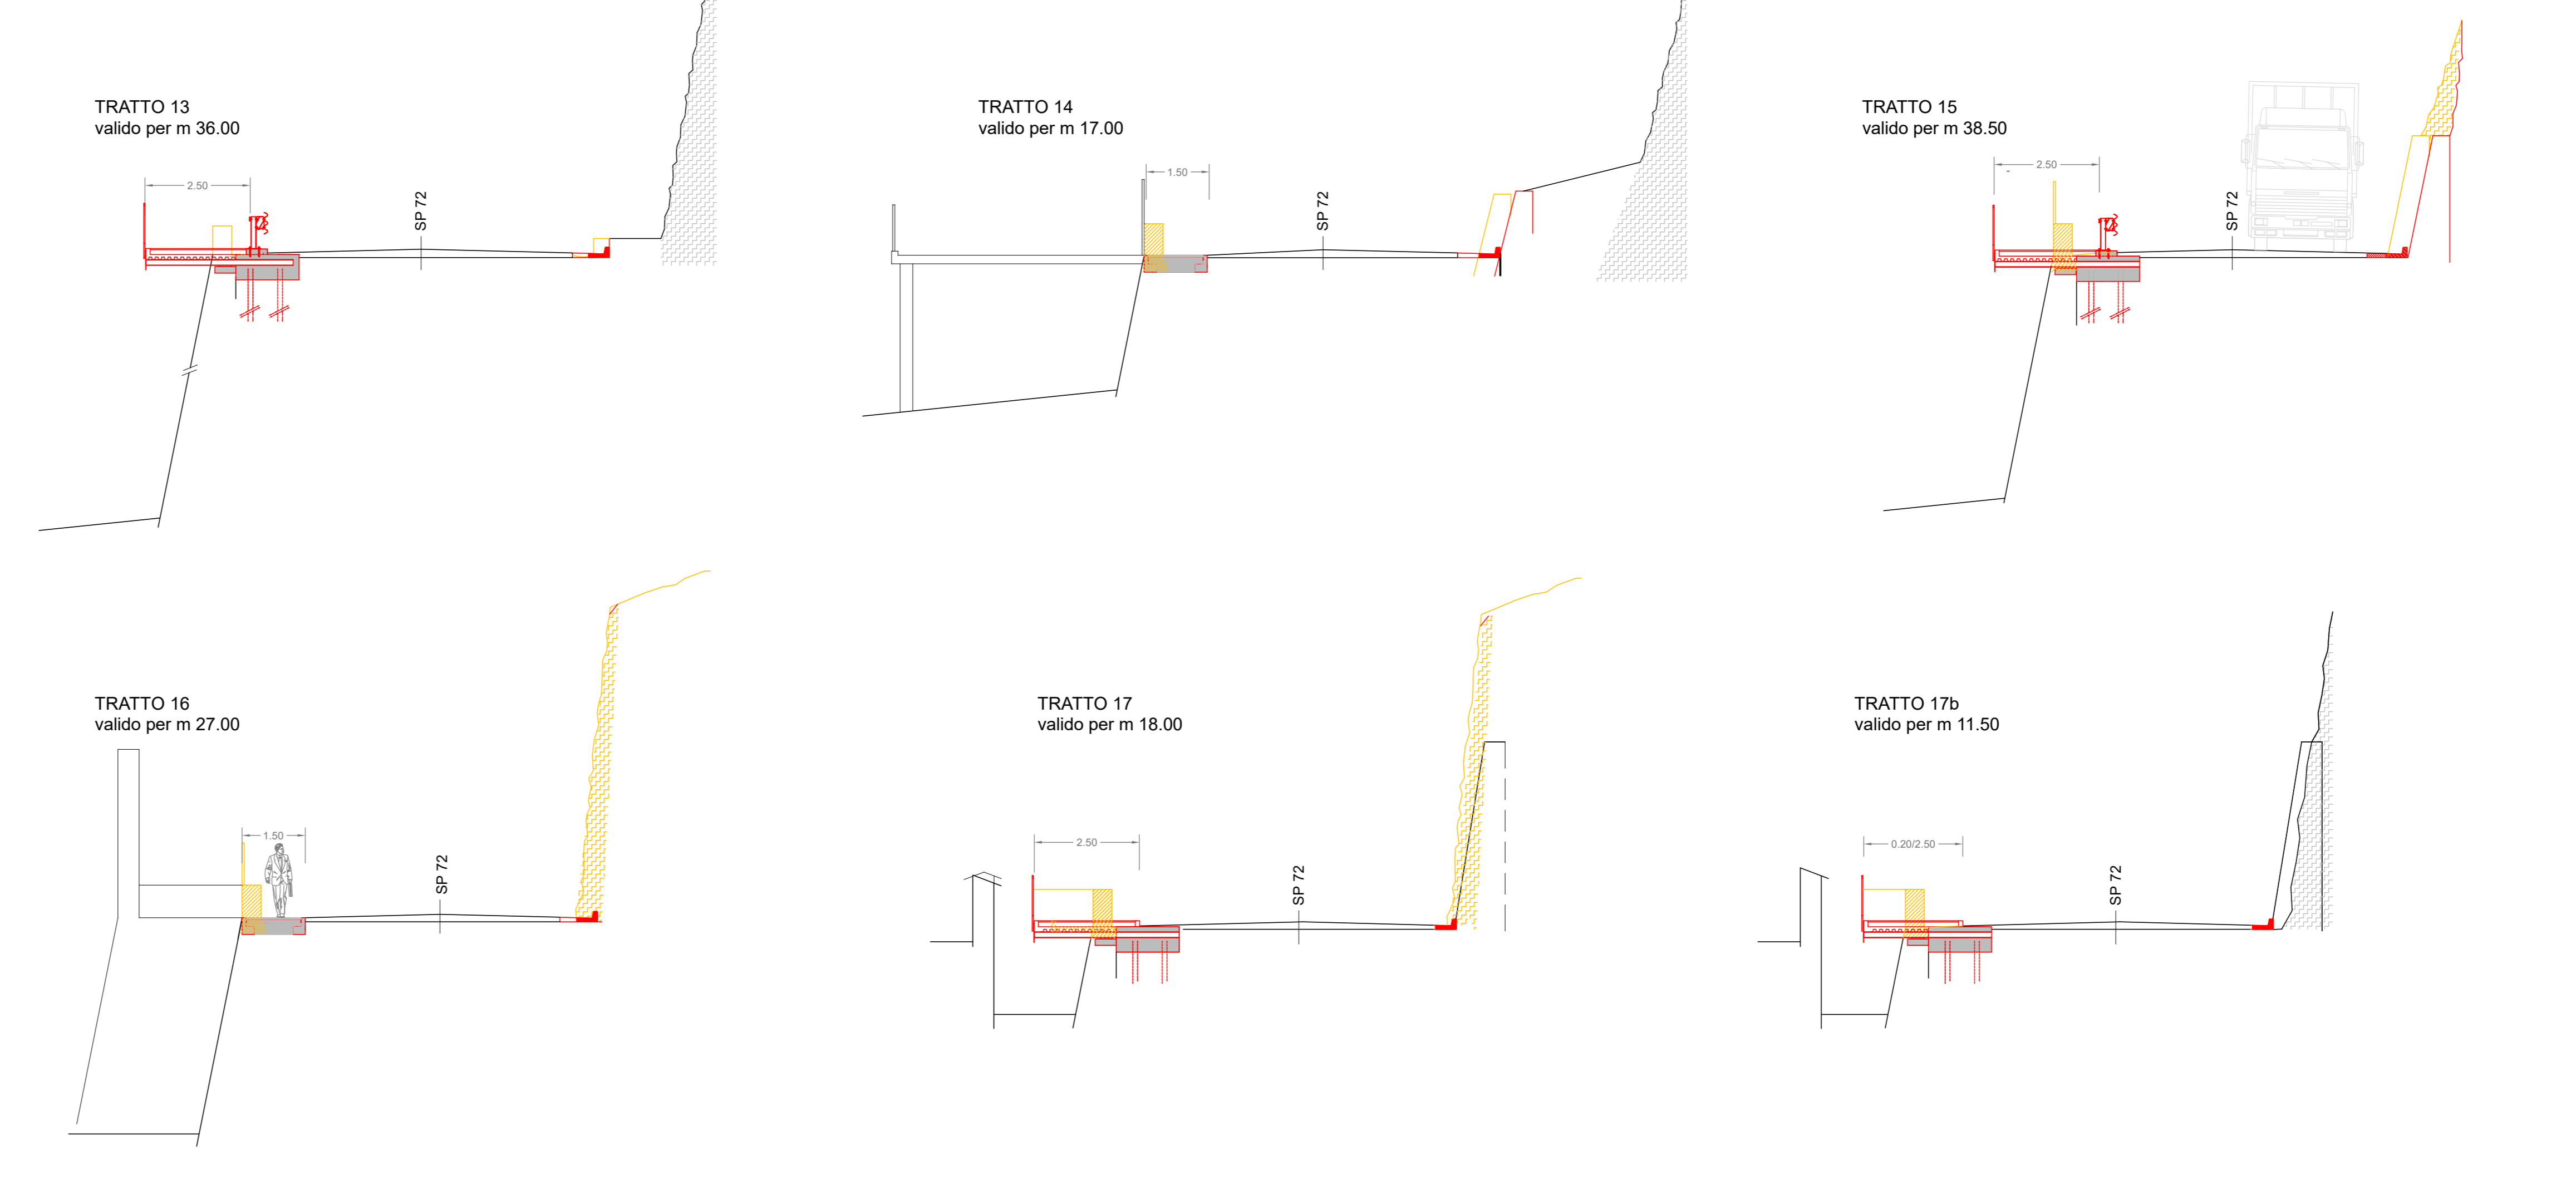 TRATTO 13
valido per m 36.00
2.50
SP 72
TRATTO 14
valido per m 17.00
1.50
SP 72
TRATTO 15
valido per m 38.50
2.50
SP 72
TRATTO 16
valido per m 27.00
1.50
SP 72
TRATTO 17
valido per m 18.00
2.50
SP 72
TRATTO 17b
valido per m 11.50
0.20/2.50
SP 72